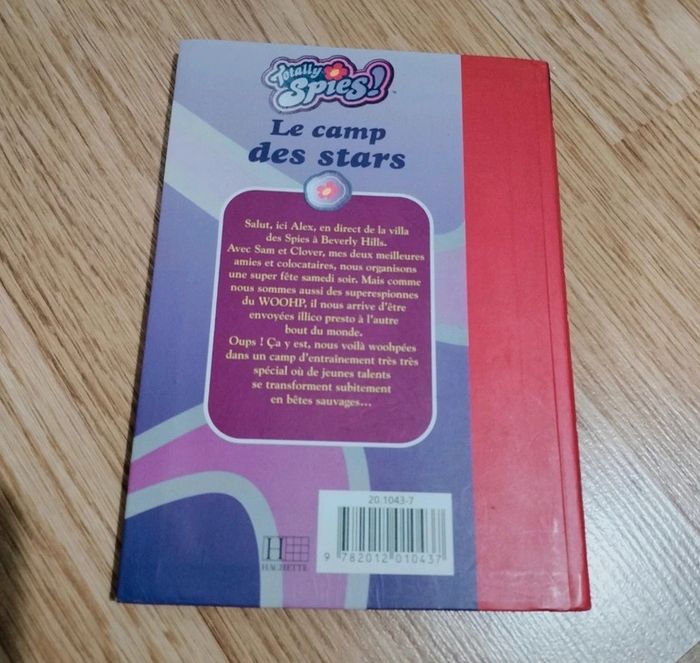 Totally
Spies!
TM
Le camp
des stars
Salut, ici Alex, en direct de la villa
des Spies à Beverly Hills.
Avec Sam et Clover, mes deux meilleures
amies et colocataires, nous organisons
une super fête samedi soir. Mais comme
nous sommes aussi des superespionnes
du WOOHP, il nous arrive d'être
envoyées illico presto à l'autre
bout du monde.
Oups ! Ça y est, nous voilà woohpées
dans un camp d'entraînement très très
spécial où de jeunes talents
se transforment subitement
en bêtes sauvages...
20.1043-7
H
HACHETTE
9 782012 010437